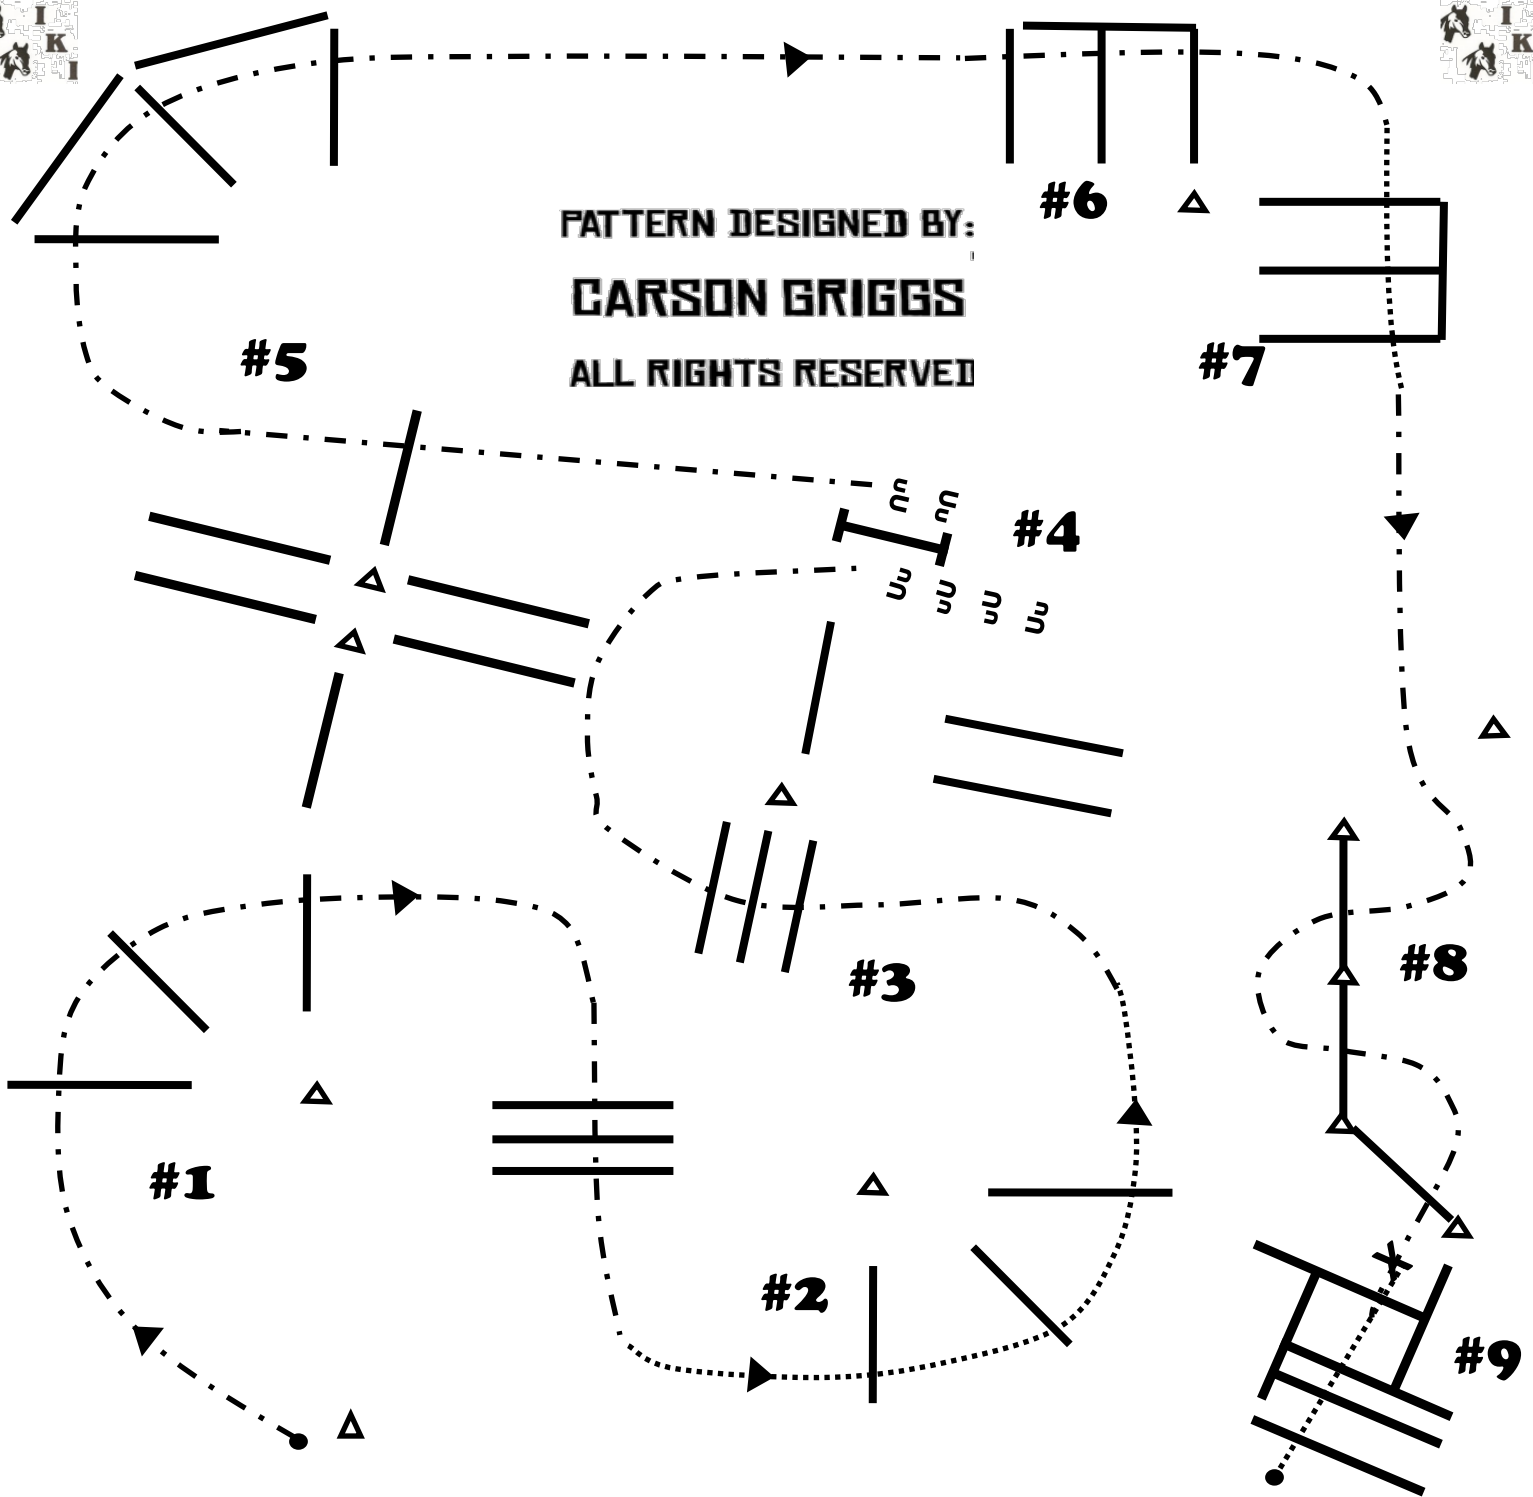 I
K
I
I
K
#6
PATTERN DESIGNED BY:
CARSON GRIGGS
ALL RIGHTS RESERVED
#5
#7
#4
#8
#3
#1
#2
#9